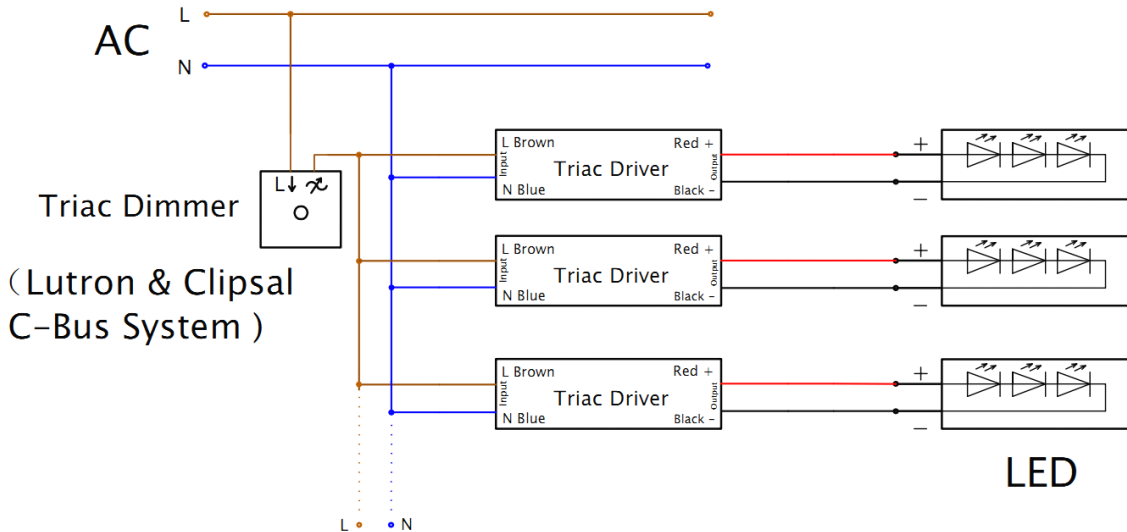 L
AC
N
L Brown
Red +
Input
Triac Driver
Output
N Blue
Black -
+
−
L
Triac Dimmer
(Lutron & Clipsal
C-Bus System )
L Brown
Red +
Input
Triac Driver
Output
N Blue
Black -
+
−
L Brown
Red +
Input
Triac Driver
Output
N Blue
Black -
+
−
LED
L
N